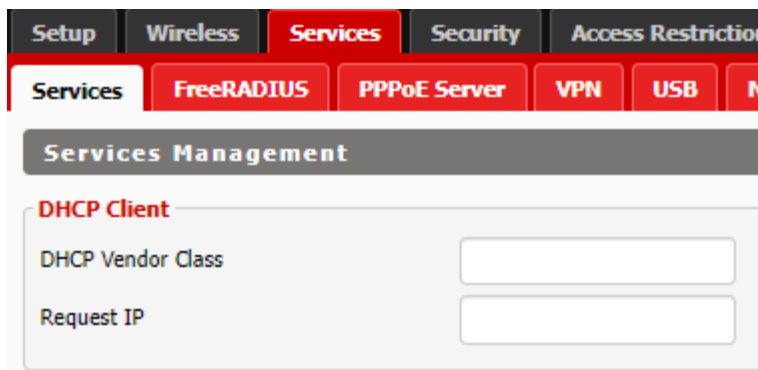 Setup Wireless Services Security Access Restriction
Services FreeRADIUS PPPoE Server VPN USB N
Services Management
DHCP Client
DHCP Vendor Class
Request IP